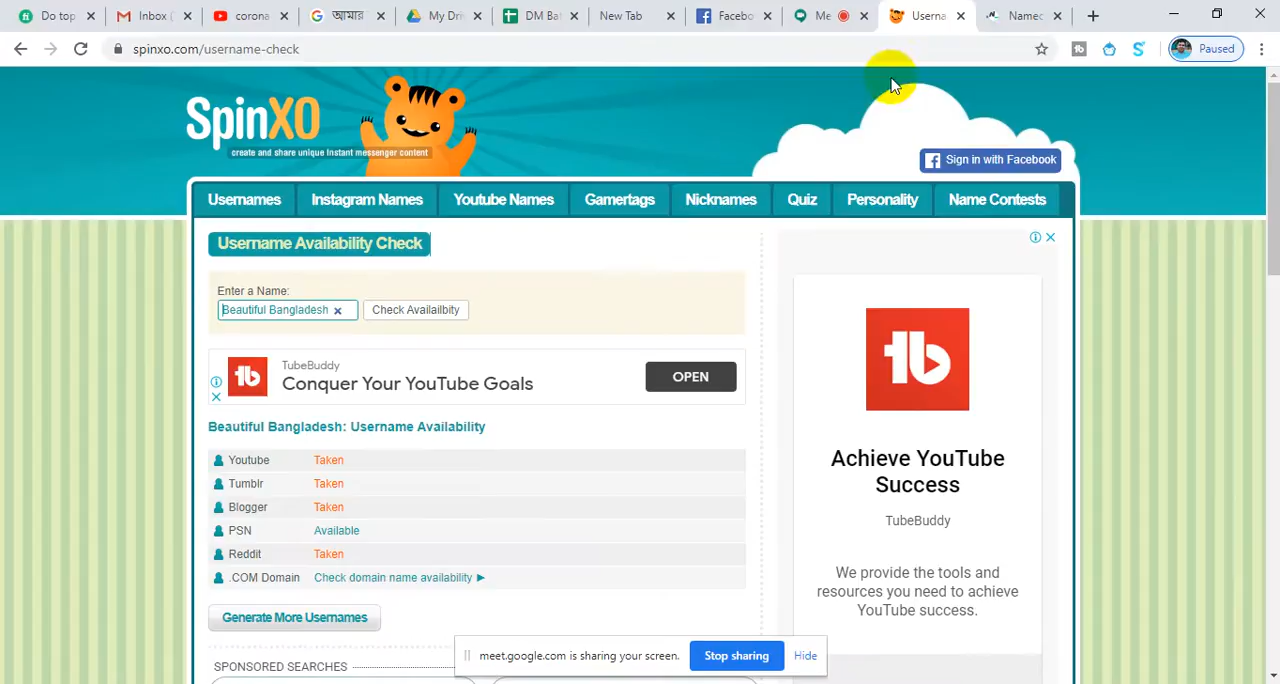 Do top
Inbox (
corona
আমার
My Dri
DM Bat
New Tab
Facebo
Me
Userna
Named
spinxo.com/username-check
Paused
SpinXO
create and share unique Instant messenger content
Sign in with Facebook
Usernames
Instagram Names
Youtube Names
Gamertags
Nicknames
Quiz
Personality
Name Contests
Username Availability Check
Enter a Name:
Beautiful Bangladesh
Check Availailbity
TubeBuddy
Conquer Your YouTube Goals
OPEN
Beautiful Bangladesh: Username Availability
Youtube Taken
Tumblr Taken
Blogger Taken
PSN Available
Reddit Taken
.COM Domain Check domain name availability ►
Generate More Usernames
SPONSORED SEARCHES
tb
Achieve YouTube
Success
TubeBuddy
We provide the tools and
resources you need to achieve
YouTube success.
meet.google.com is sharing your screen.
Stop sharing
Hide